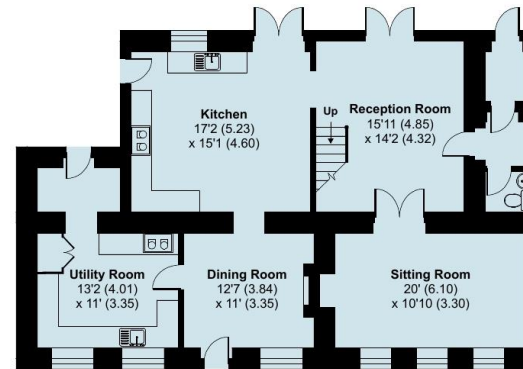 Kitchen
17'2 (5.23)
x 15'1 (4.60)
Up
Reception Room
15'11 (4.85)
x 14'2 (4.32)
Utility Room
13'2 (4.01)
x 11' (3.35)
Dining Room
12'7 (3.84)
x 11' (3.35)
Sitting Room
20' (6.10)
x 10'10 (3.30)